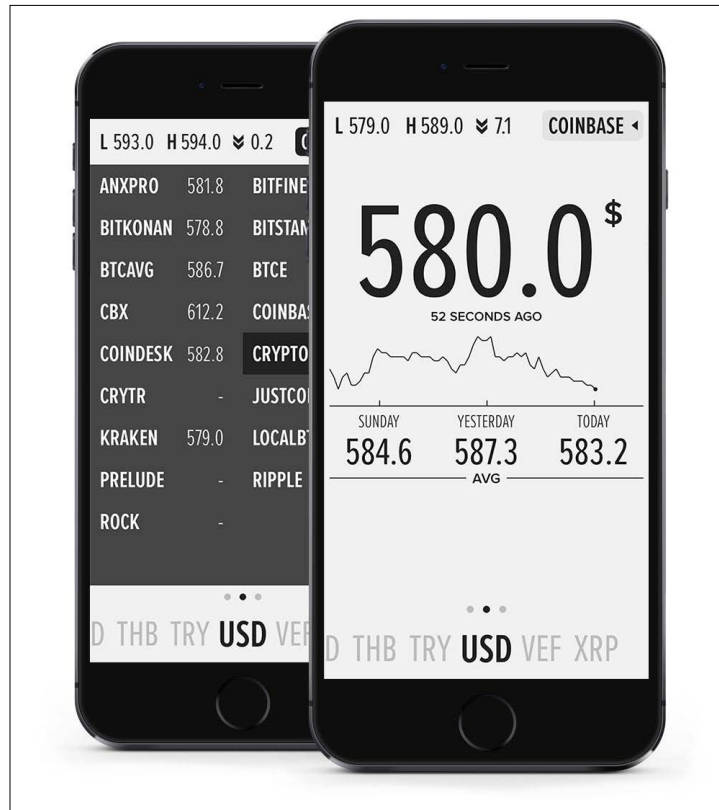 L 593.0 H 594.0 0.2
ANXPRO 581.8 BITFINE
BITKONAN 578.8 BITSTAM
BTCAVG 586.7 BTCE
CBX 612.2 COINBAS
COINDESK 582.8 CRYPTO
CRYTR - JUSTCOI
KRAKEN 579.0 LOCALBT
PRELUDE - RIPPLE
ROCK -
D THB TRY USD VEF
L 579.0 H 589.0 7.1 COINBASE
580.0$
52 SECONDS AGO
SUNDAY YESTERDAY TODAY
584.6 587.3 583.2
AVG
D THB TRY USD VEF XRP